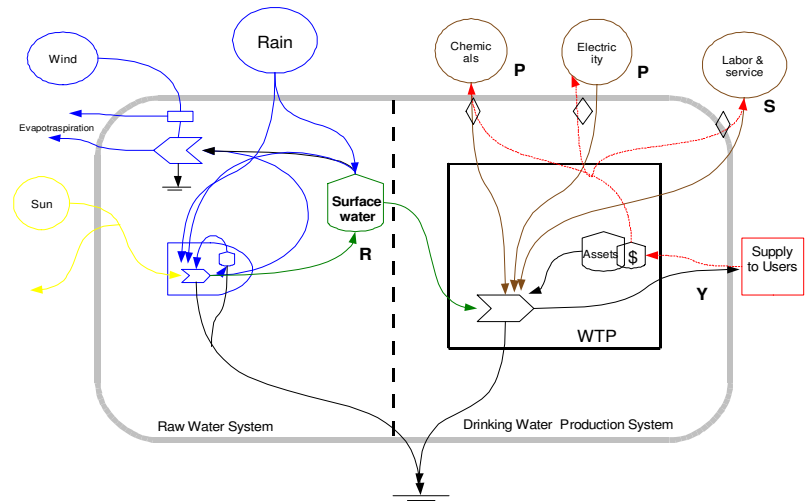 Wind
Rain
Chemic
als
P
Electric
ity
P
Labor &
service
S
Evapotraspiration
Sun
Surface
water
R
Assets
$
Supply
to Users
Y
WTP
Raw Water System
Drinking Water Production System